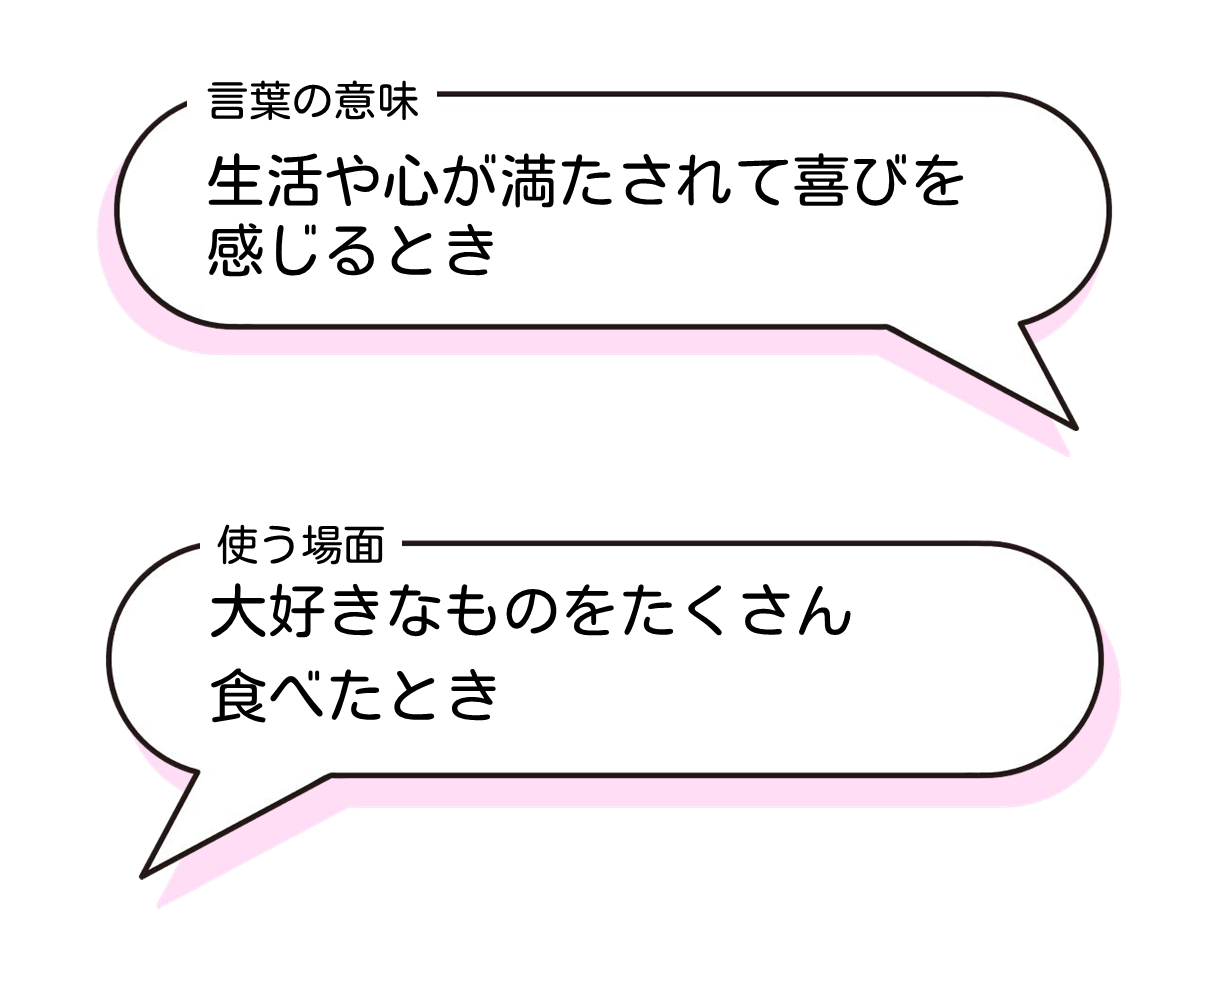 言葉の意味
生活や心が満たされて喜びを
感じるとき
使う場面
大好きなものをたくさん
食べたとき